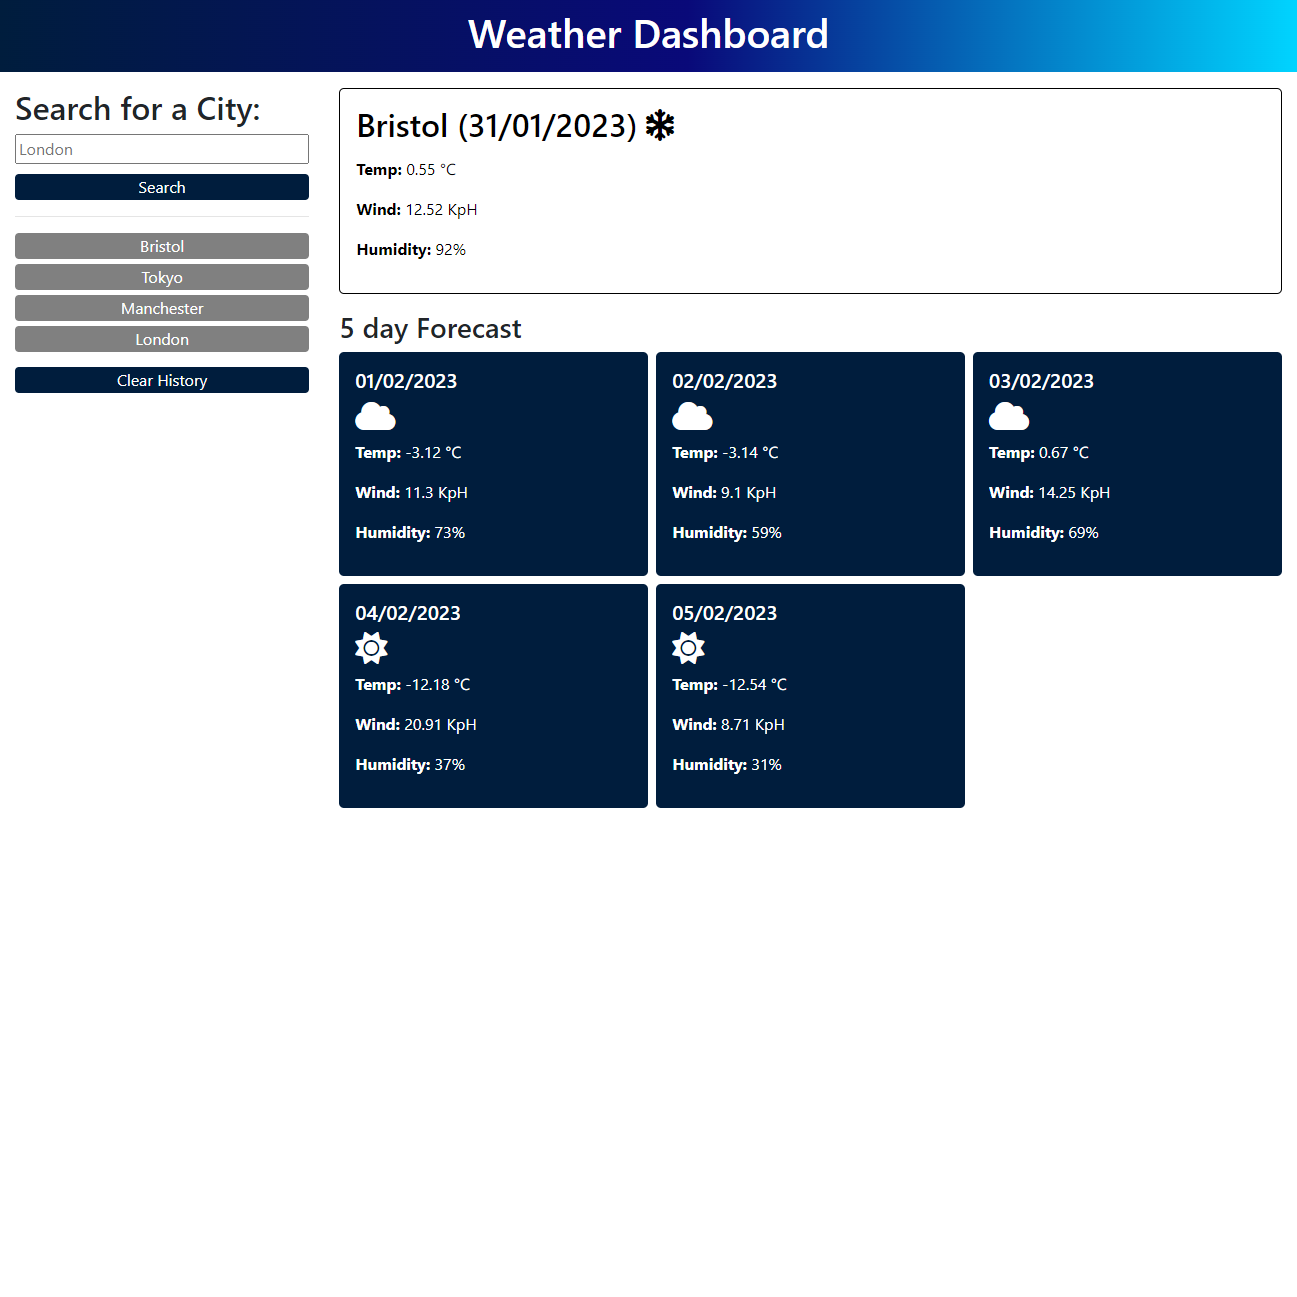 Weather Dashboard
Search for a City:
London
Search
Bristol
Tokyo
Manchester
London
Clear History
Bristol (31/01/2023)
Temp: 0.55 °C
Wind: 12.52 KpH
Humidity: 92%
5 day Forecast
01/02/2023
Temp: -3.12 °C
Wind: 11.3 KpH
Humidity: 73%
02/02/2023
Temp: -3.14 °C
Wind: 9.1 KpH
Humidity: 59%
03/02/2023
Temp: 0.67 °C
Wind: 14.25 KpH
Humidity: 69%
04/02/2023
Temp: -12.18 °C
Wind: 20.91 KpH
Humidity: 37%
05/02/2023
Temp: -12.54 °C
Wind: 8.71 KpH
Humidity: 31%